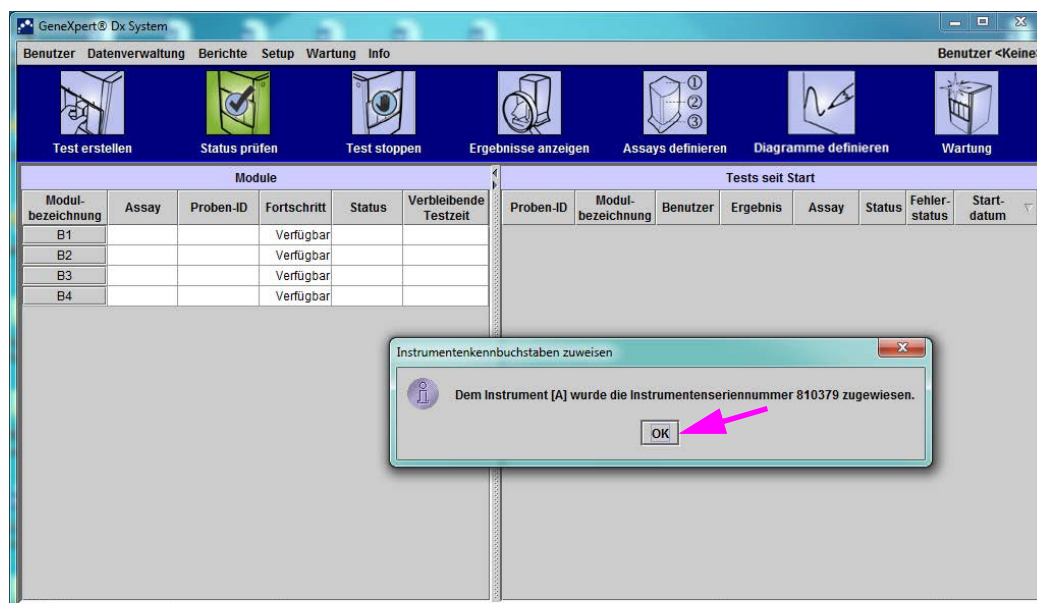 GeneXpert® Dx System
Benutzer Datenverwaltung Berichte Setup Wartung Info
Benutzer <Keine>
Test erstellen
Status prüfen
Test stoppen
Ergebnisse anzeigen
Assays definieren
Diagramme definieren
Wartung
1
2
3
Module
Modul-bezeichnung Assay Proben-ID Fortschritt Status Verbleibende Testzeit
B1 Verfügbar
B2 Verfügbar
B3 Verfügbar
B4 Verfügbar
Tests seit Start
Proben-ID Modul-bezeichnung Benutzer Ergebnis Assay Status Fehler-status Start-datum
Instrumentenkennbuchstaben zuweisen
Dem Instrument [A] wurde die Instrumentenseriennummer 810379 zugewiesen.
OK